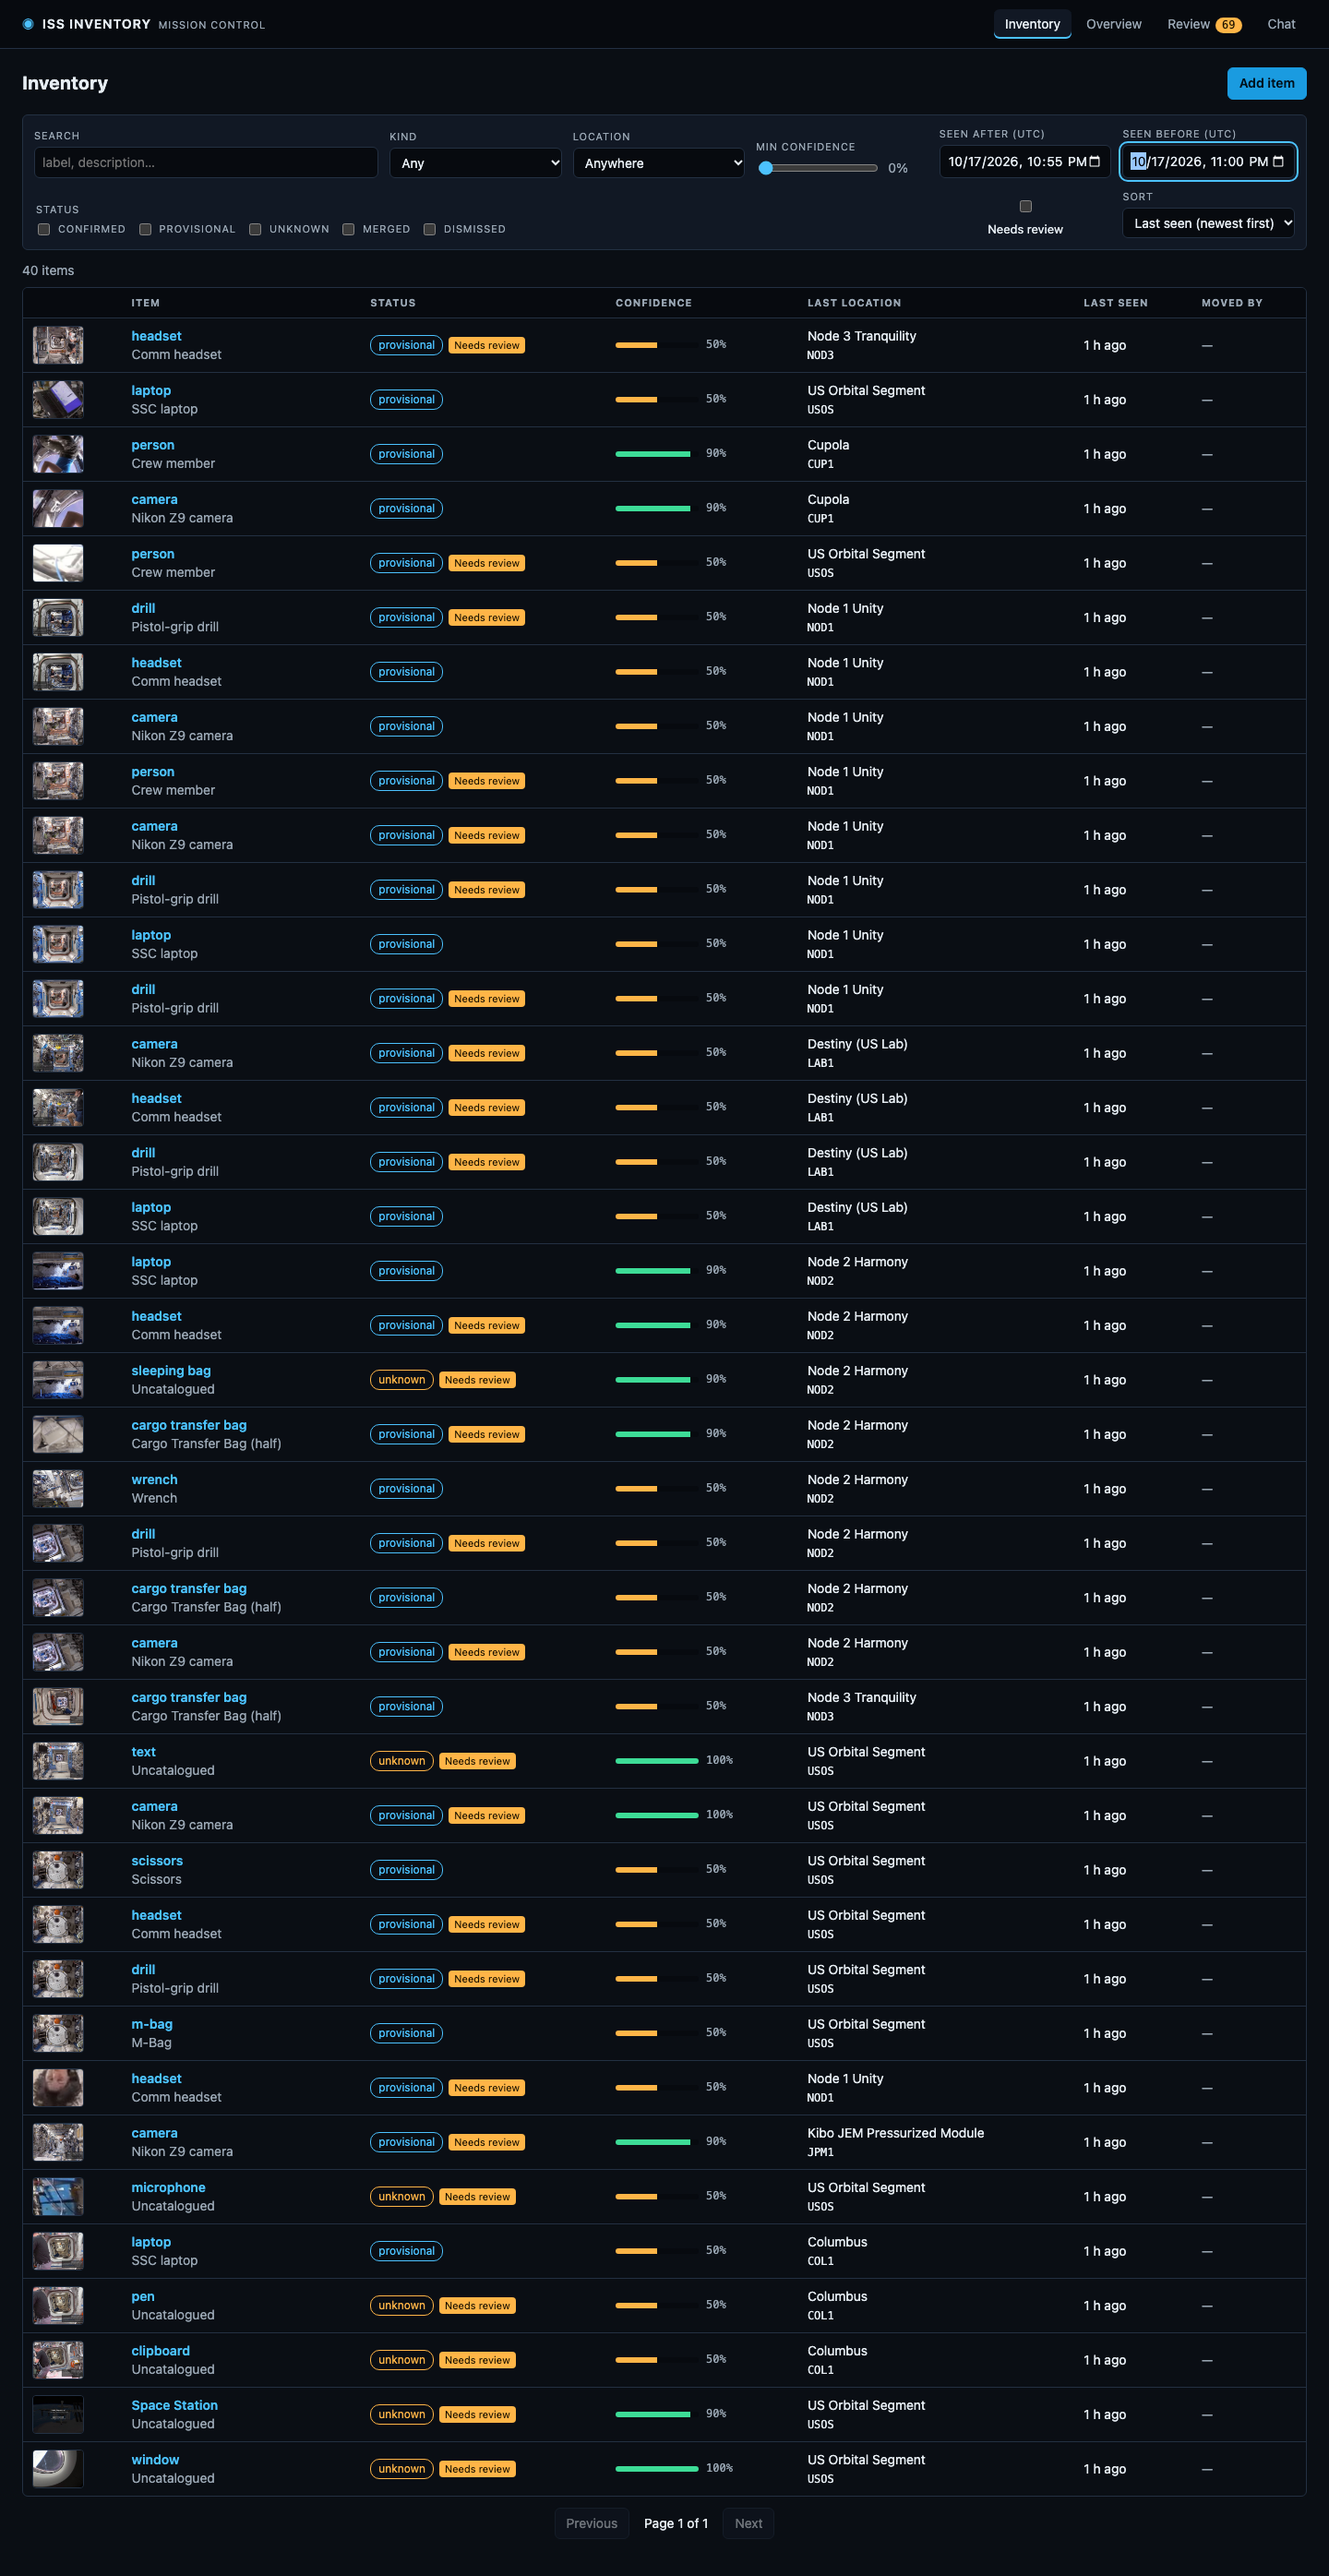 ISS INVENTORY MISSION CONTROL
Inventory Overview Review 69 Chat
Inventory
Add item
SEARCH
label, description...
KIND
Any
LOCATION
Anywhere
MIN CONFIDENCE
0%
SEEN AFTER (UTC)
10/17/2026, 10:55 PM
SEEN BEFORE (UTC)
10/17/2026, 11:00 PM
STATUS
CONFIRMED PROVISIONAL UNKNOWN MERGED DISMISSED
Needs review
SORT
Last seen (newest first)
40 items
ITEM STATUS CONFIDENCE LAST LOCATION LAST SEEN MOVED BY
headset provisional Needs review 50% Node 3 Tranquility 1 h ago —
Comm headset NOD3
laptop provisional 50% US Orbital Segment 1 h ago —
SSC laptop USOS
person provisional 90% Cupola 1 h ago —
Crew member CUP1
camera provisional 90% Cupola 1 h ago —
Nikon Z9 camera CUP1
person provisional Needs review 50% US Orbital Segment 1 h ago —
Crew member USOS
drill provisional Needs review 50% Node 1 Unity 1 h ago —
Pistol-grip drill NOD1
headset provisional 50% Node 1 Unity 1 h ago —
Comm headset NOD1
camera provisional 50% Node 1 Unity 1 h ago —
Nikon Z9 camera NOD1
person provisional Needs review 50% Node 1 Unity 1 h ago —
Crew member NOD1
camera provisional Needs review 50% Node 1 Unity 1 h ago —
Nikon Z9 camera NOD1
drill provisional Needs review 50% Node 1 Unity 1 h ago —
Pistol-grip drill NOD1
laptop provisional 50% Node 1 Unity 1 h ago —
SSC laptop NOD1
drill provisional Needs review 50% Node 1 Unity 1 h ago —
Pistol-grip drill NOD1
camera provisional Needs review 50% Destiny (US Lab) 1 h ago —
Nikon Z9 camera LAB1
headset provisional Needs review 50% Destiny (US Lab) 1 h ago —
Comm headset LAB1
drill provisional Needs review 50% Destiny (US Lab) 1 h ago —
Pistol-grip drill LAB1
laptop provisional 50% Destiny (US Lab) 1 h ago —
SSC laptop LAB1
laptop provisional 90% Node 2 Harmony 1 h ago —
SSC laptop NOD2
headset provisional Needs review 90% Node 2 Harmony 1 h ago —
Comm headset NOD2
sleeping bag unknown Needs review 90% Node 2 Harmony 1 h ago —
Uncatalogued NOD2
cargo transfer bag provisional Needs review 90% Node 2 Harmony 1 h ago —
Cargo Transfer Bag (half) NOD2
wrench provisional 50% Node 2 Harmony 1 h ago —
Wrench NOD2
drill provisional Needs review 50% Node 2 Harmony 1 h ago —
Pistol-grip drill NOD2
cargo transfer bag provisional 50% Node 2 Harmony 1 h ago —
Cargo Transfer Bag (half) NOD2
camera provisional Needs review 50% Node 2 Harmony 1 h ago —
Nikon Z9 camera NOD2
cargo transfer bag provisional 50% Node 3 Tranquility 1 h ago —
Cargo Transfer Bag (half) NOD3
text unknown Needs review 100% US Orbital Segment 1 h ago —
Uncatalogued USOS
camera provisional Needs review 100% US Orbital Segment 1 h ago —
Nikon Z9 camera USOS
scissors provisional 50% US Orbital Segment 1 h ago —
Scissors USOS
headset provisional Needs review 50% US Orbital Segment 1 h ago —
Comm headset USOS
drill provisional Needs review 50% US Orbital Segment 1 h ago —
Pistol-grip drill USOS
m-bag provisional 50% US Orbital Segment 1 h ago —
M-Bag USOS
headset provisional Needs review 50% Node 1 Unity 1 h ago —
Comm headset NOD1
camera provisional Needs review 90% Kibo JEM Pressurized Module 1 h ago —
Nikon Z9 camera JPM1
microphone unknown Needs review 50% US Orbital Segment 1 h ago —
Uncatalogued USOS
laptop provisional 50% Columbus 1 h ago —
SSC laptop COL1
pen unknown Needs review 50% Columbus 1 h ago —
Uncatalogued COL1
clipboard unknown Needs review 50% Columbus 1 h ago —
Uncatalogued COL1
Space Station unknown Needs review 90% US Orbital Segment 1 h ago —
Uncatalogued USOS
window unknown Needs review 100% US Orbital Segment 1 h ago —
Uncatalogued USOS
Previous Page 1 of 1 Next